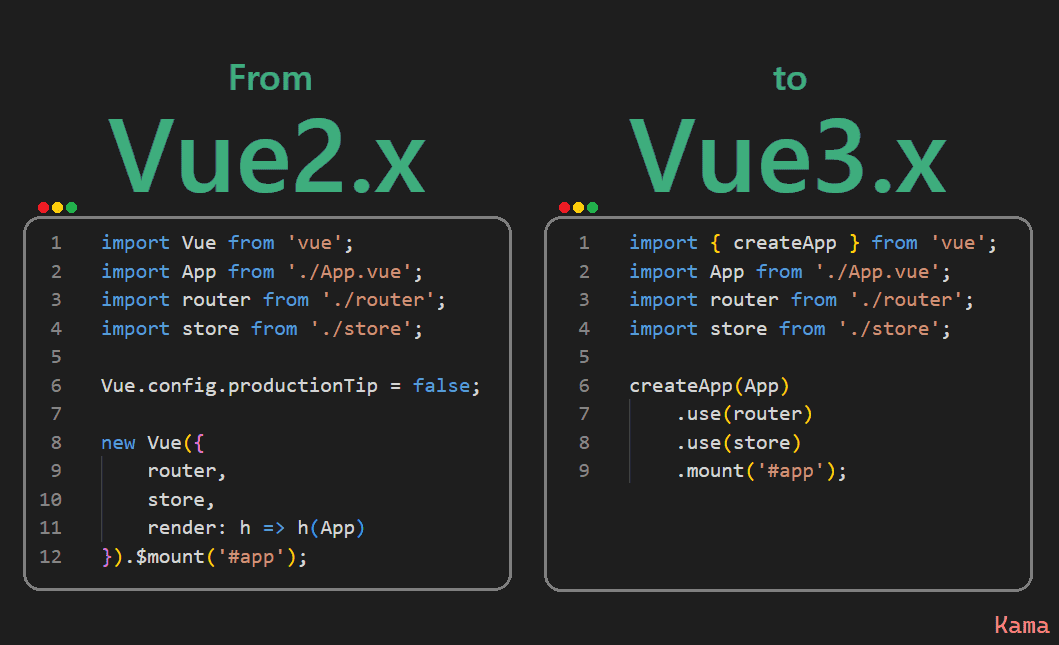 From
Vue2.x
1 import Vue from 'vue';
2 import App from './App.vue';
3 import router from './router';
4 import store from './store';
5
6 Vue.config.productionTip = false;
7
8 new Vue({
9 router,
10 store,
11 render: h => h(App)
12 }).$mount('#app');
to
Vue3.x
1 import { createApp } from 'vue';
2 import App from './App.vue';
3 import router from './router';
4 import store from './store';
5
6 createApp(App)
7 .use(router)
8 .use(store)
9 .mount('#app');
Kama